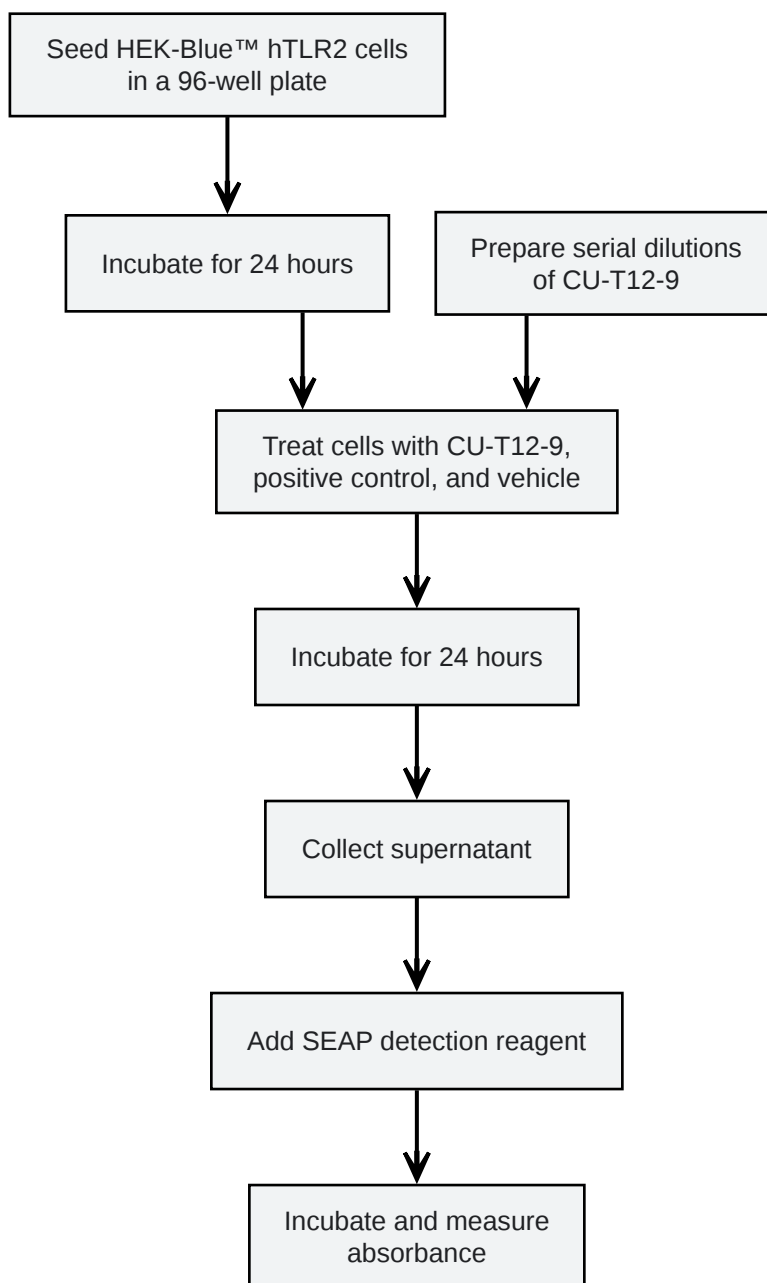 Seed HEK-Blue™ hTLR2 cells
in a 96-well plate
Incubate for 24 hours
Prepare serial dilutions
of CU-T12-9
Treat cells with CU-T12-9,
positive control, and vehicle
Incubate for 24 hours
Collect supernatant
Add SEAP detection reagent
Incubate and measure
absorbance